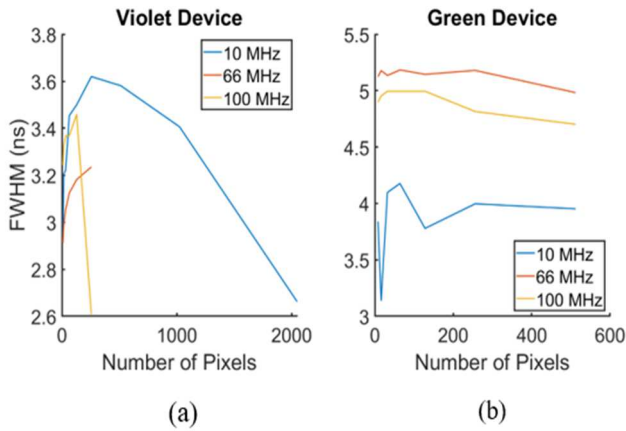 Violet Device
3.8
3.6
3.4
3.2
3
2.8
2.6
FWHM (ns)
10 MHz
66 MHz
100 MHz
0
1000
2000
Number of Pixels
(a)
Green Device
5.5
5
4.5
4
3.5
3
10 MHz
66 MHz
100 MHz
0
200
400
600
Number of Pixels
(b)